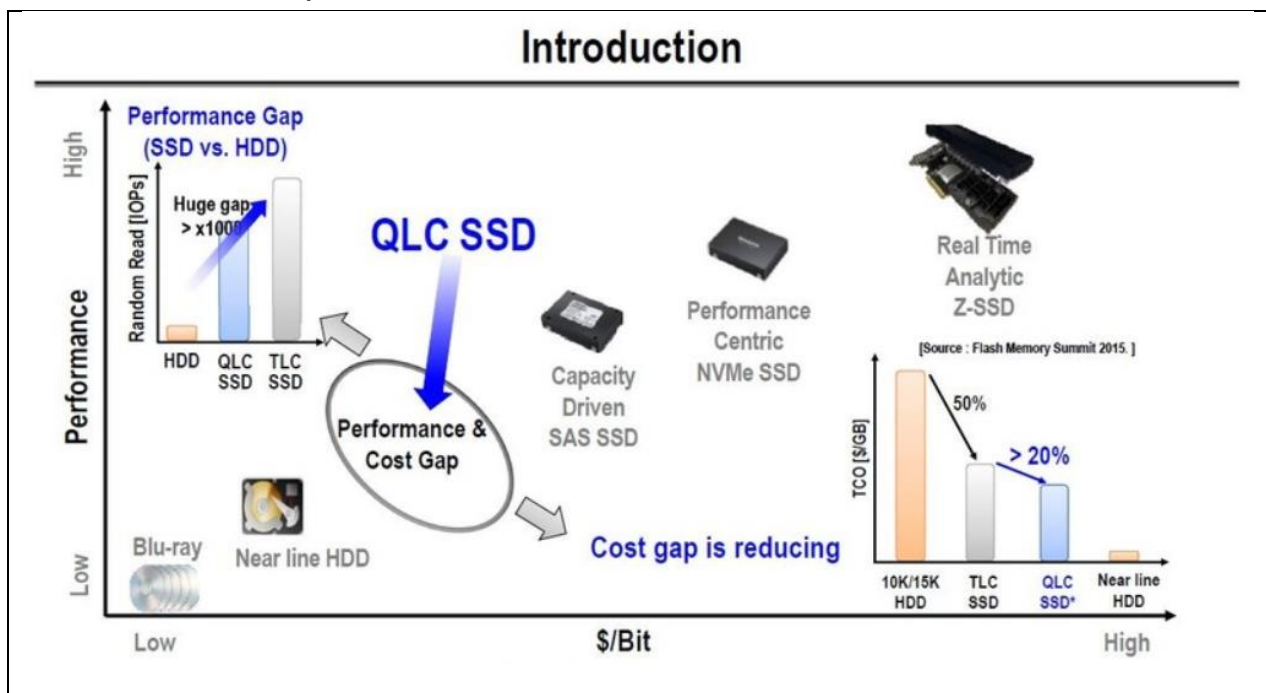 Introduction
Performance Gap
(SSD vs. HDD)
High
Random Read [IOPs]
Huge gap
> x1000
HDD
QLC
SSD
TLC
SSD
QLC SSD
Performance
Performance &
Cost Gap
Capacity
Driven
SAS SSD
Performance
Centric
NVMe SSD
Real Time
Analytic
Z-SSD
[Source : Flash Memory Summit 2015. ]
TCO [$/GB]
50%
> 20%
10K/15K
HDD
TLC
SSD
QLC
SSD*
Near line
HDD
Cost gap is reducing
Near line HDD
Blu-ray
Low
Low
$/Bit
High